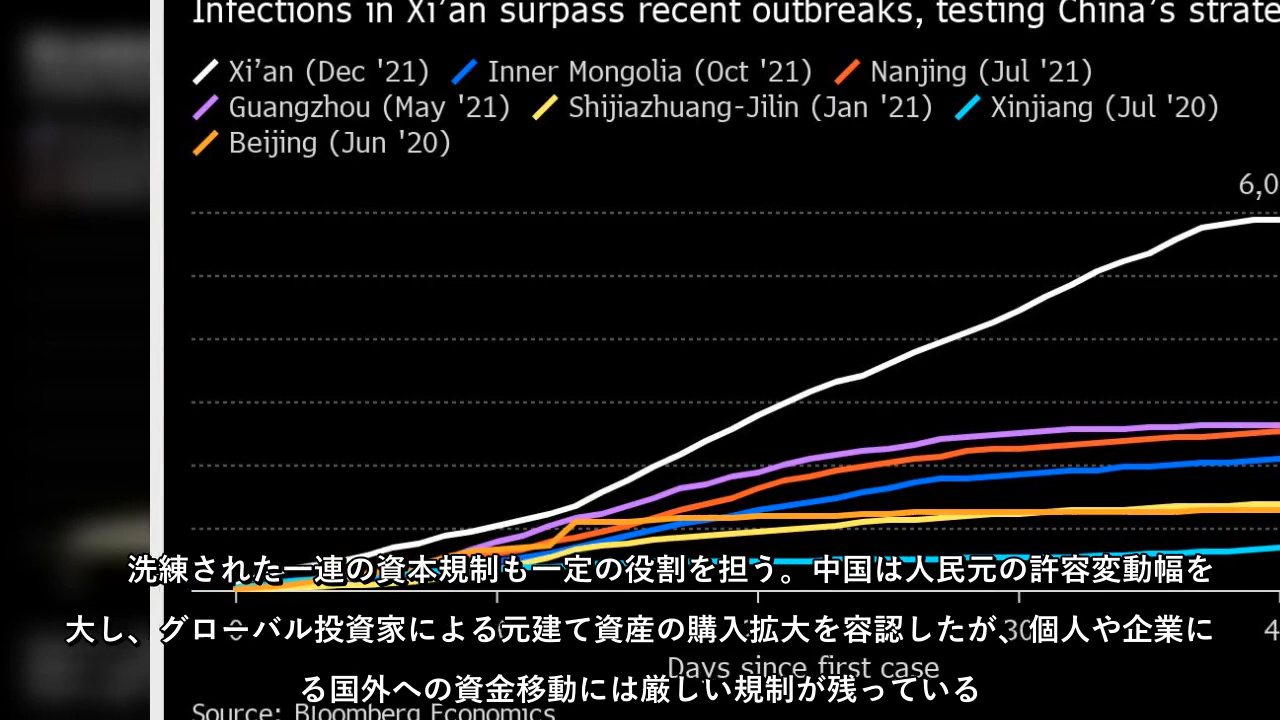 Infections in Xi’an surpass recent outbreaks, testing China’s strate
Xi’an (Dec '21) Inner Mongolia (Oct '21) Nanjing (Jul '21)
Guangzhou (May '21) Shijiazhuang-Jilin (Jan '21) Xinjiang (Jul '20)
Beijing (Jun '20)
6,0
洗練された一連の資本規制も一定の役割を担う。中国は人民元の許容変動幅を
大し、グローバル投資家による元建て資産の購入拡大を容認したが、個人や企業に
0 30 4
Days since first case
る国外への資金移動には厳しい規制が残っている
Source: Bloomberg Economics